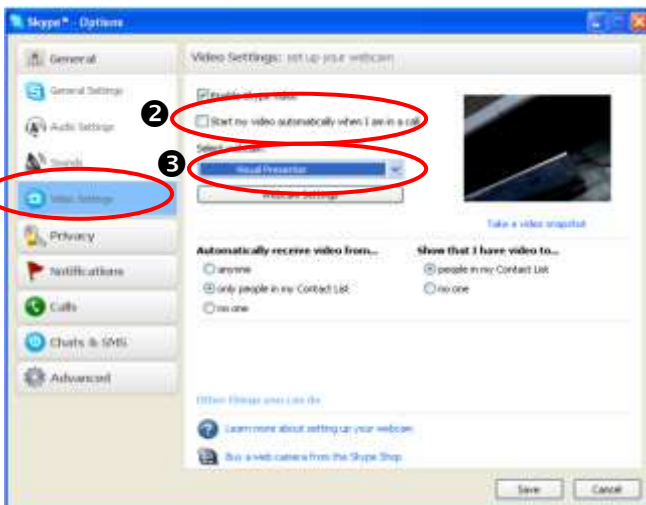 Skype™ - Options
General
General Settings
Audio Settings
Sounds
Video Settings
Privacy
Notifications
Calls
Chats & SMS
Advanced
Video Settings: set up your webcam
Enable Skype Video
❷
Start my video automatically when I am in a call
Select webcam:
❸
Visual Presenter
Webcam Settings
Take a video snapshot
Automatically receive video from...
anyone
only people in my Contact List
no one
Show that I have video to...
people in my Contact List
no one
Other things you can do
Learn more about setting up your webcam
Buy a web camera from the Skype Shop
Save
Cancel